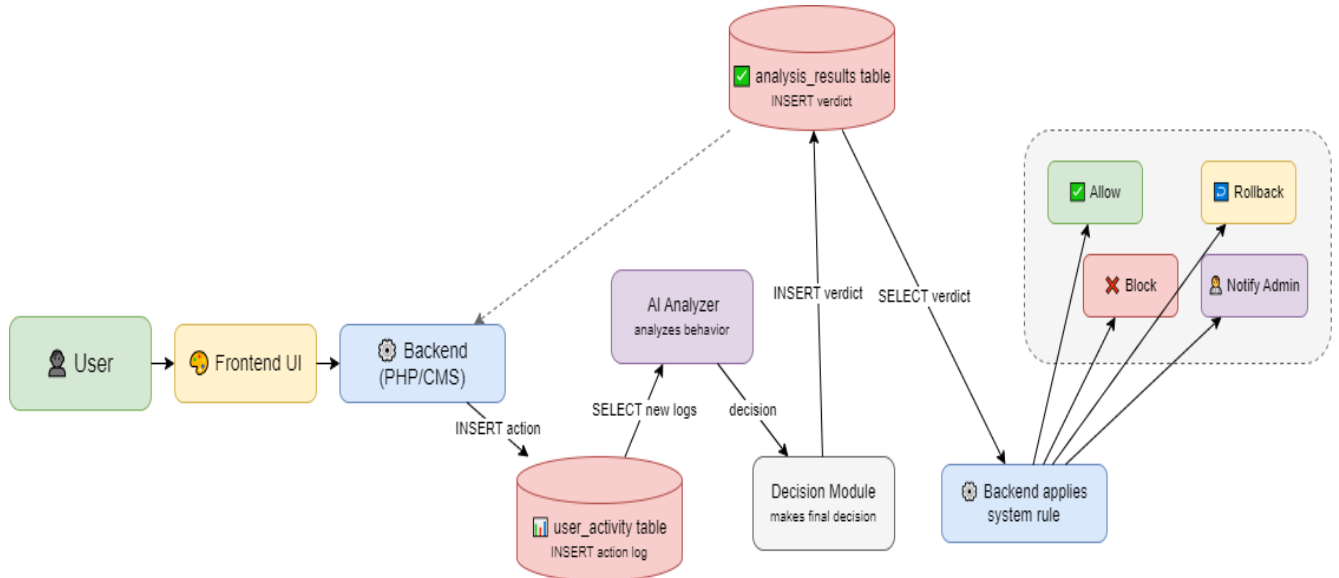 analysis_results table
INSERT verdict
Allow
Rollback
Block
Notify Admin
AI Analyzer
analyzes behavior
INSERT verdict
SELECT verdict
User
Frontend UI
Backend
(PHP/CMS)
INSERT action
SELECT new logs
decision
user_activity table
INSERT action log
Decision Module
makes final decision
Backend applies
system rule